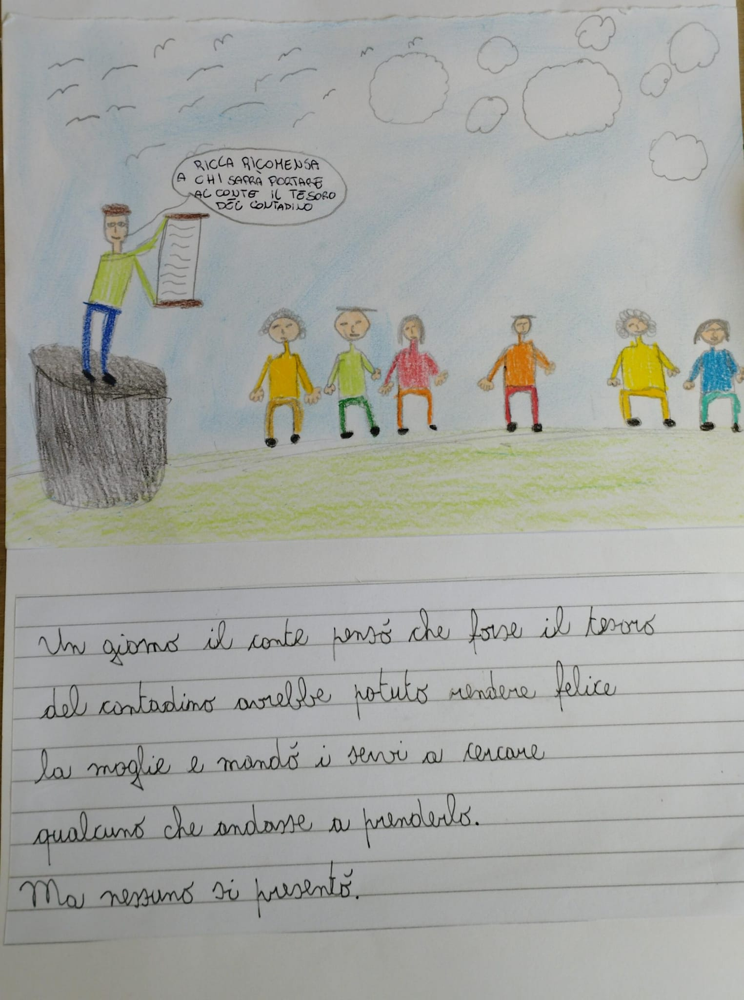 RICCA RICOMENSA
A CHI SAPRÀ PORTARE
AL CONTE IL TESORO
DEL CONTADINO
Un giorno il conte pensò che forse il tesoro
del contadino avrebbe potuto rendere felice
la moglie e mandò i servi a cercare
qualcuno che andasse a prenderlo.
Ma nessuno si presentò.